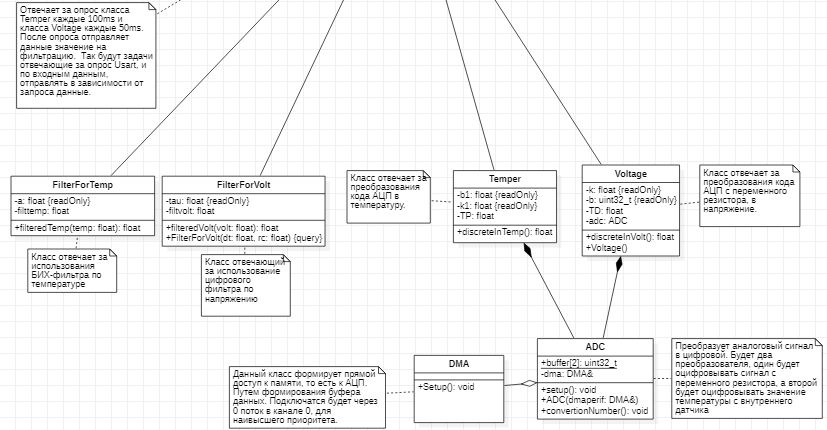 Отвечает за опрос класса
Temper каждые 100ms и
класса Voltage каждые 50ms.
После опроса отправляет
данные значение на
фильтрацию. Так будут задачи
отвечающие за опрос Usart, и
по входным данным,
отправлять в зависимости от
запроса данные.
FilterForTemp
-a: float {readOnly}
-filttemp: float
+filteredTemp(temp: float): float
Класс отвечает за
использования
БИХ-фильтра по
температуре
FilterForVolt
-tau: float {readOnly}
-filtvolt: float
+filteredVolt(volt: float): float
+FilterForVolt(dt: float, rc: float) {query}
Класс отвечающий
за использование
цифрового
фильтра по
напряжению
Класс отвечает за
преобразования
кода АЦП в
температуру.
Temper
-b1: float {readOnly}
-k1: float {readOnly}
-TP: float
+discreteInTemp(): float
Voltage
-k: float {readOnly}
-b: uint32_t {readOnly}
-TD: float
-adc: ADC
+discreteInVolt(): float
+Voltage()
Класс отвечает за
преобразования кода
АЦП с переменного
резистора, в
напряжение.
Данный класс формирует прямой
доступ к памяти, то есть к АЦП.
Путем формирования буфера
данных. Подключатся будет через
0 поток в канале 0, для
наивысшего приоритета.
DMA
+Setup(): void
ADC
+buffer[2]: uint32_t
-dma: DMA&
+setup(): void
+ADC(dmaperif: DMA&)
+convertionNumber(): void
Преобразует аналоговый сигнал
в цифровой. Будет два
преобразователя, один будет
оцифровывать сигнал с
переменного резистора, а второй
будет оцифровывать значение
температуры с внутреннего
датчика